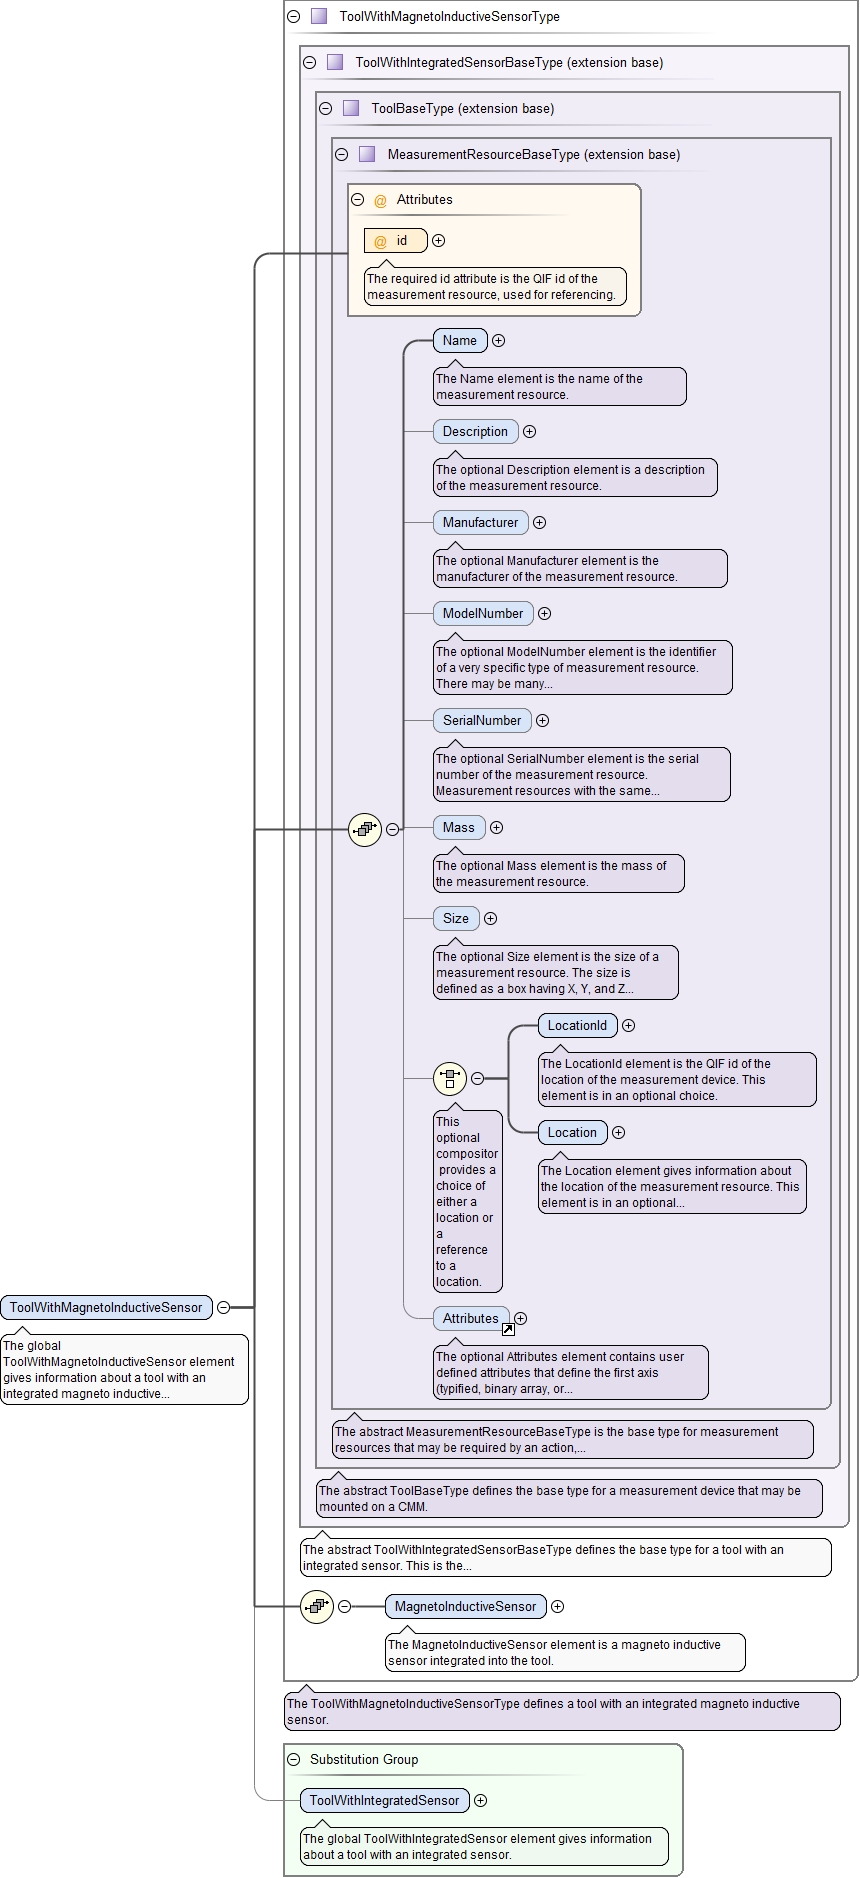 ToolWithMagnetoInductiveSensorType
ToolWithIntegratedSensorBaseType (extension base)
ToolBaseType (extension base)
MeasurementResourceBaseType (extension base)
@ Attributes
@ id
The required id attribute is the QIF id of the
measurement resource, used for referencing.
Name
The Name element is the name of the
measurement resource.
Description
The optional Description element is a description
of the measurement resource.
Manufacturer
The optional Manufacturer element is the
manufacturer of the measurement resource.
ModelNumber
The optional ModelNumber element is the identifier
of a very specific type of measurement resource.
There may be many...
SerialNumber
The optional SerialNumber element is the serial
number of the measurement resource.
Measurement resources with the same...
Mass
The optional Mass element is the mass of
the measurement resource.
Size
The optional Size element is the size of a
measurement resource. The size is
defined as a box having X, Y, and Z...
LocationId
The LocationId element is the QIF id of the
location of the measurement device. This
element is in an optional choice.
This
optional
compositor
provides a
choice of
either a
location or
a
reference
to a
location.
Location
The Location element gives information about
the location of the measurement resource. This
element is in an optional...
ToolWithMagnetoInductiveSensor
The global
ToolWithMagnetoInductiveSensor element
gives information about a tool with an
integrated magneto inductive...
Attributes
The optional Attributes element contains user
defined attributes that define the first axis
(typified, binary array, or...
The abstract MeasurementResourceBaseType is the base type for measurement
resources that may be required by an action,...
The abstract ToolBaseType defines the base type for a measurement device that may be
mounted on a CMM.
The abstract ToolWithIntegratedSensorBaseType defines the base type for a tool with an
integrated sensor. This is the...
MagnetoInductiveSensor
The MagnetoInductiveSensor element is a magneto inductive
sensor integrated into the tool.
The ToolWithMagnetoInductiveSensorType defines a tool with an integrated magneto inductive
sensor.
Substitution Group
ToolWithIntegratedSensor
The global ToolWithIntegratedSensor element gives information
about a tool with an integrated sensor.